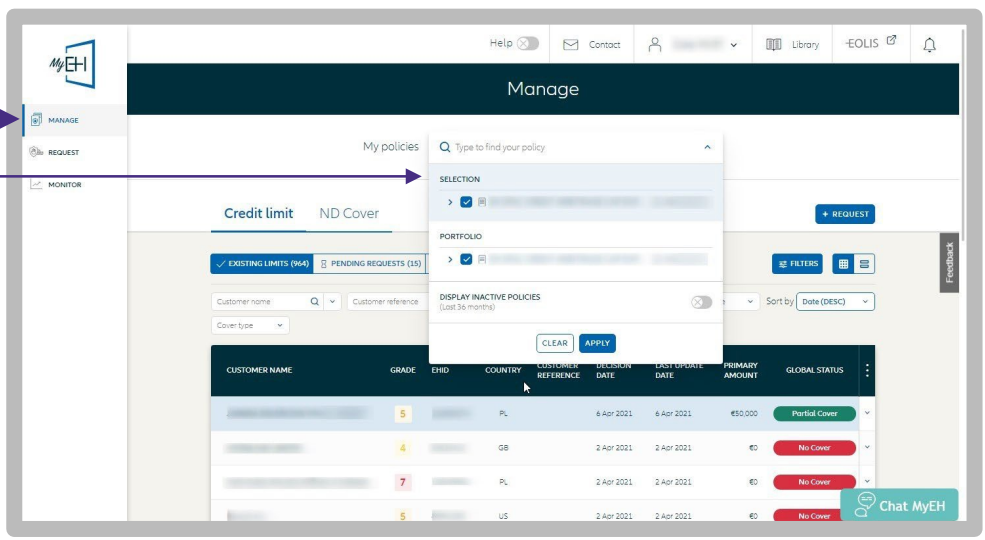 MyEH
Help
Contact
Library
EOLIS
Manage
MANAGE
REQUEST
MONITOR
My policies
Type to find your policy
SELECTION
PORTFOLIO
DISPLAY INACTIVE POLICIES
(Last 36 months)
CLEAR
APPLY
Credit limit
ND Cover
+ REQUEST
Feedback
EXISTING LIMITS (964)
PENDING REQUESTS (15)
FILTERS
Customer name
Customer reference
Sort by
Date (DESC)
Cover type
CUSTOMER NAME GRADE EHID COUNTRY CUSTOMER REFERENCE DECISION DATE LAST UPDATE DATE PRIMARY AMOUNT GLOBAL STATUS
5 PL 6 Apr 2021 6 Apr 2021 €50,000 Partial Cover
4 GB 2 Apr 2021 2 Apr 2021 €0 No Cover
7 PL 2 Apr 2021 2 Apr 2021 €0 No Cover
5 US 2 Apr 2021 2 Apr 2021 €0 No Cover
Chat MyEH